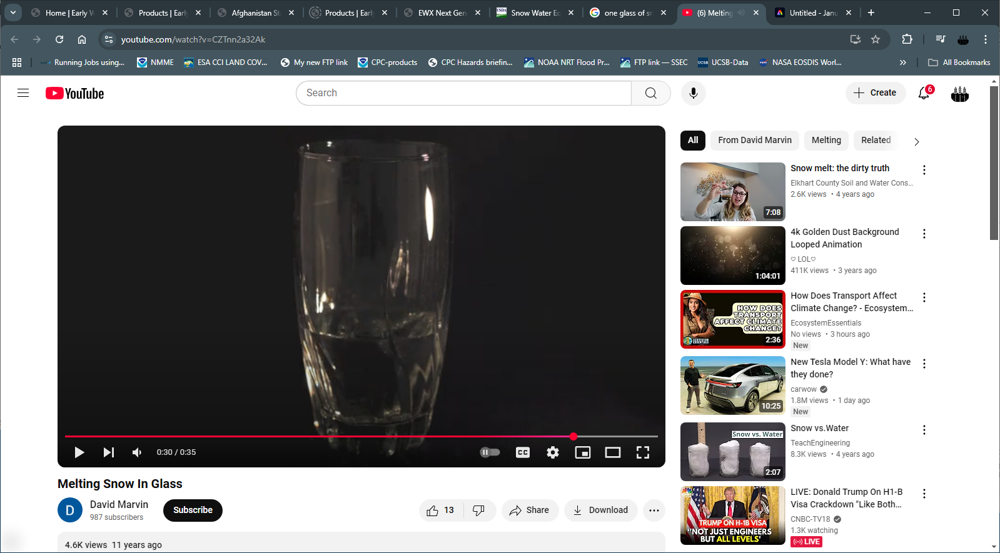 Home | Early W
Products | Early
Afghanistan St
Products | Early
EWX Next Gen
Snow Water Eq
one glass of sn
(6) Melting
Untitled - Janu
youtube.com/watch?v=CZTnn2a32Ak
Running Jobs using...
NMME
ESA CCI LAND COV...
My new FTP link
CPC-products
CPC Hazards briefin...
NOAA NRT Flood Pr...
FTP link — SSEC
UCSB-Data
NASA EOSDIS Worl...
All Bookmarks
YouTube
Search
Create
6
0:30 / 0:35
CC
Melting Snow In Glass
D
David Marvin
987 subscribers
Subscribe
13
Share
Download
4.6K views 11 years ago
All
From David Marvin
Melting
Related
7:08
Snow melt: the dirty truth
Elkhart County Soil and Water Cons...
2.6K views • 4 years ago
1:04:01
4k Golden Dust Background
Looped Animation
♡ LOL♡
411K views • 3 years ago
HOW DOES
TRANSPORT
AFFECT CLIMATE
CHANGE?
ECOSYSTEM
ESSENTIALS
2:36
How Does Transport Affect
Climate Change? - Ecosystem...
EcosystemEssentials
No views • 3 hours ago
New
10:25
New Tesla Model Y: What have
they done?
carwow
1.8M views • 1 day ago
New
Snow vs. Water
2:07
Snow vs.Water
TeachEngineering
8.3K views • 4 years ago
TRUMP ON H-1B VISA
"NOT JUST ENGINEERS
BUT ALL LEVELS'
LIVE: Donald Trump On H1-B
Visa Crackdown "Like Both...
CNBC-TV18
1.3K watching
LIVE